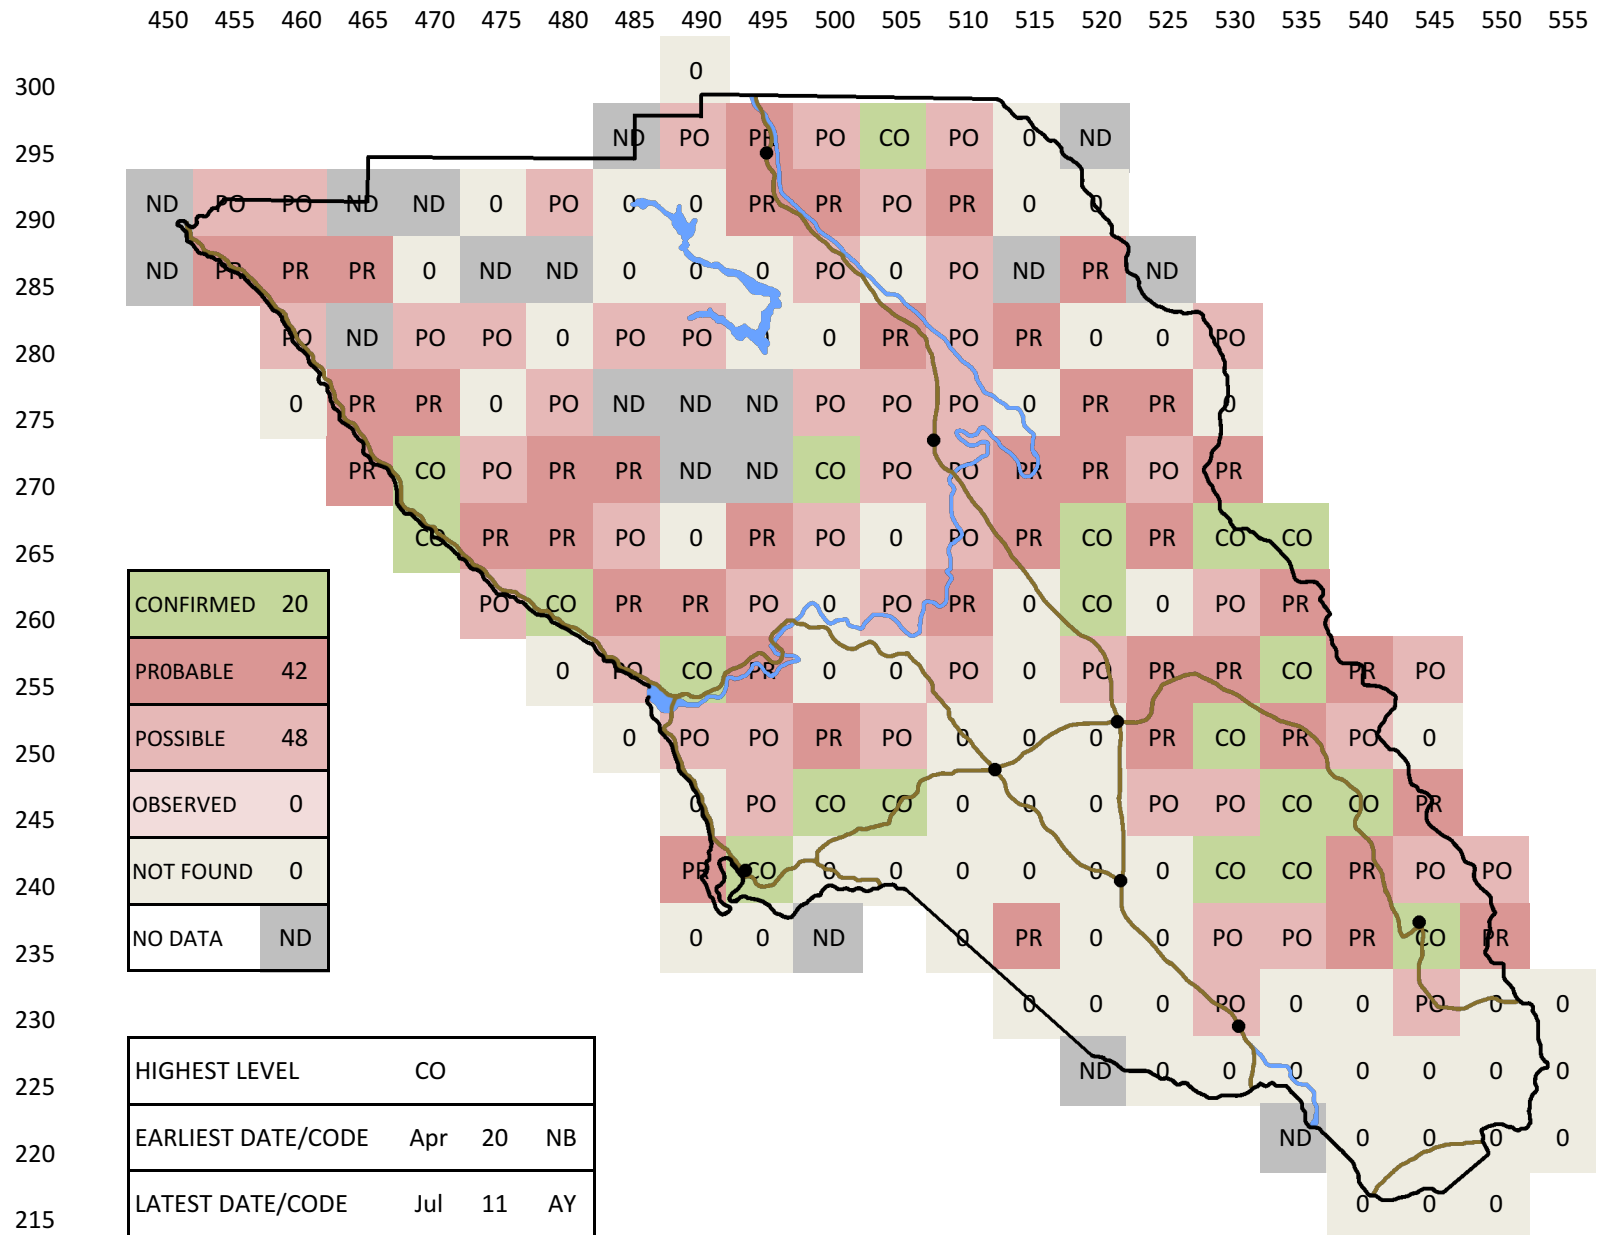 450 455 460 465 470 475 480 485 490 495 500 505 510 515 520 525 530 535 540 545 550 555
0
300
ND PO PR PO CO PO 0 ND
295
ND PO PO ND ND 0 PO 0 0 PR PR PO PR 0 0
290
ND PR PR PR 0 ND ND 0 0 0 PO 0 PO ND PR ND
285
PO ND PO PO 0 PO PO 0 0 PR PO PR 0 0 PO
280
0 PR PR 0 PO ND ND ND PO PO PO 0 PR PR 0
275
PR CO PO PR PR ND ND CO PO PO PR PR PO PR
270
CO PR PR PO 0 PR PO 0 PO PR CO PR CO CO
265
PO CO PR PR PO 0 PO PR 0 CO 0 PO PR
CONFIRMED 20
260
0 PO CO PR 0 0 PO 0 PO PR PR CO PR PO
PR0BABLE 42
255
0 PO PO PR PO 0 0 0 PR CO PR PO 0
POSSIBLE 48
250
0 PO CO CO 0 0 0 PO PO CO CO PR
OBSERVED 0
245
PR CO 0 0 0 0 0 0 CO CO PR PO PO
NOT FOUND 0
240
0 0 ND 0 PR 0 0 PO PO PR CO PR
NO DATA ND
235
0 0 0 PO 0 0 PO 0 0
230
ND 0 0 0 0 0 0 0
HIGHEST LEVEL CO
225
ND 0 0 0 0
EARLIEST DATE/CODE Apr 20 NB
220
0 0 0
LATEST DATE/CODE Jul 11 AY
215